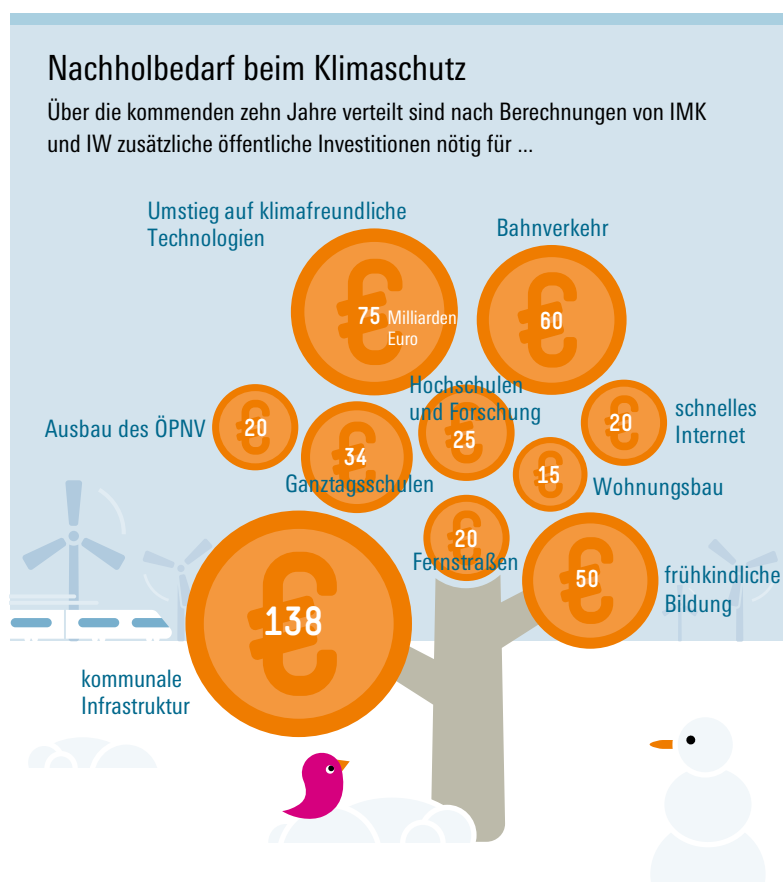 Nachholbedarf beim Klimaschutz
Über die kommenden zehn Jahre verteilt sind nach Berechnungen von IMK
und IW zusätzliche öffentliche Investitionen nötig für ...
Umstieg auf klimafreundliche
Technologien
75 Milliarden
Euro
Bahnverkehr
60
Ausbau des ÖPNV
20
34
Ganztagsschulen
Hochschulen
und Forschung
25
20
schnelles
Internet
15
Wohnungsbau
20
Fernstraßen
50
frühkindliche
Bildung
138
kommunale
Infrastruktur